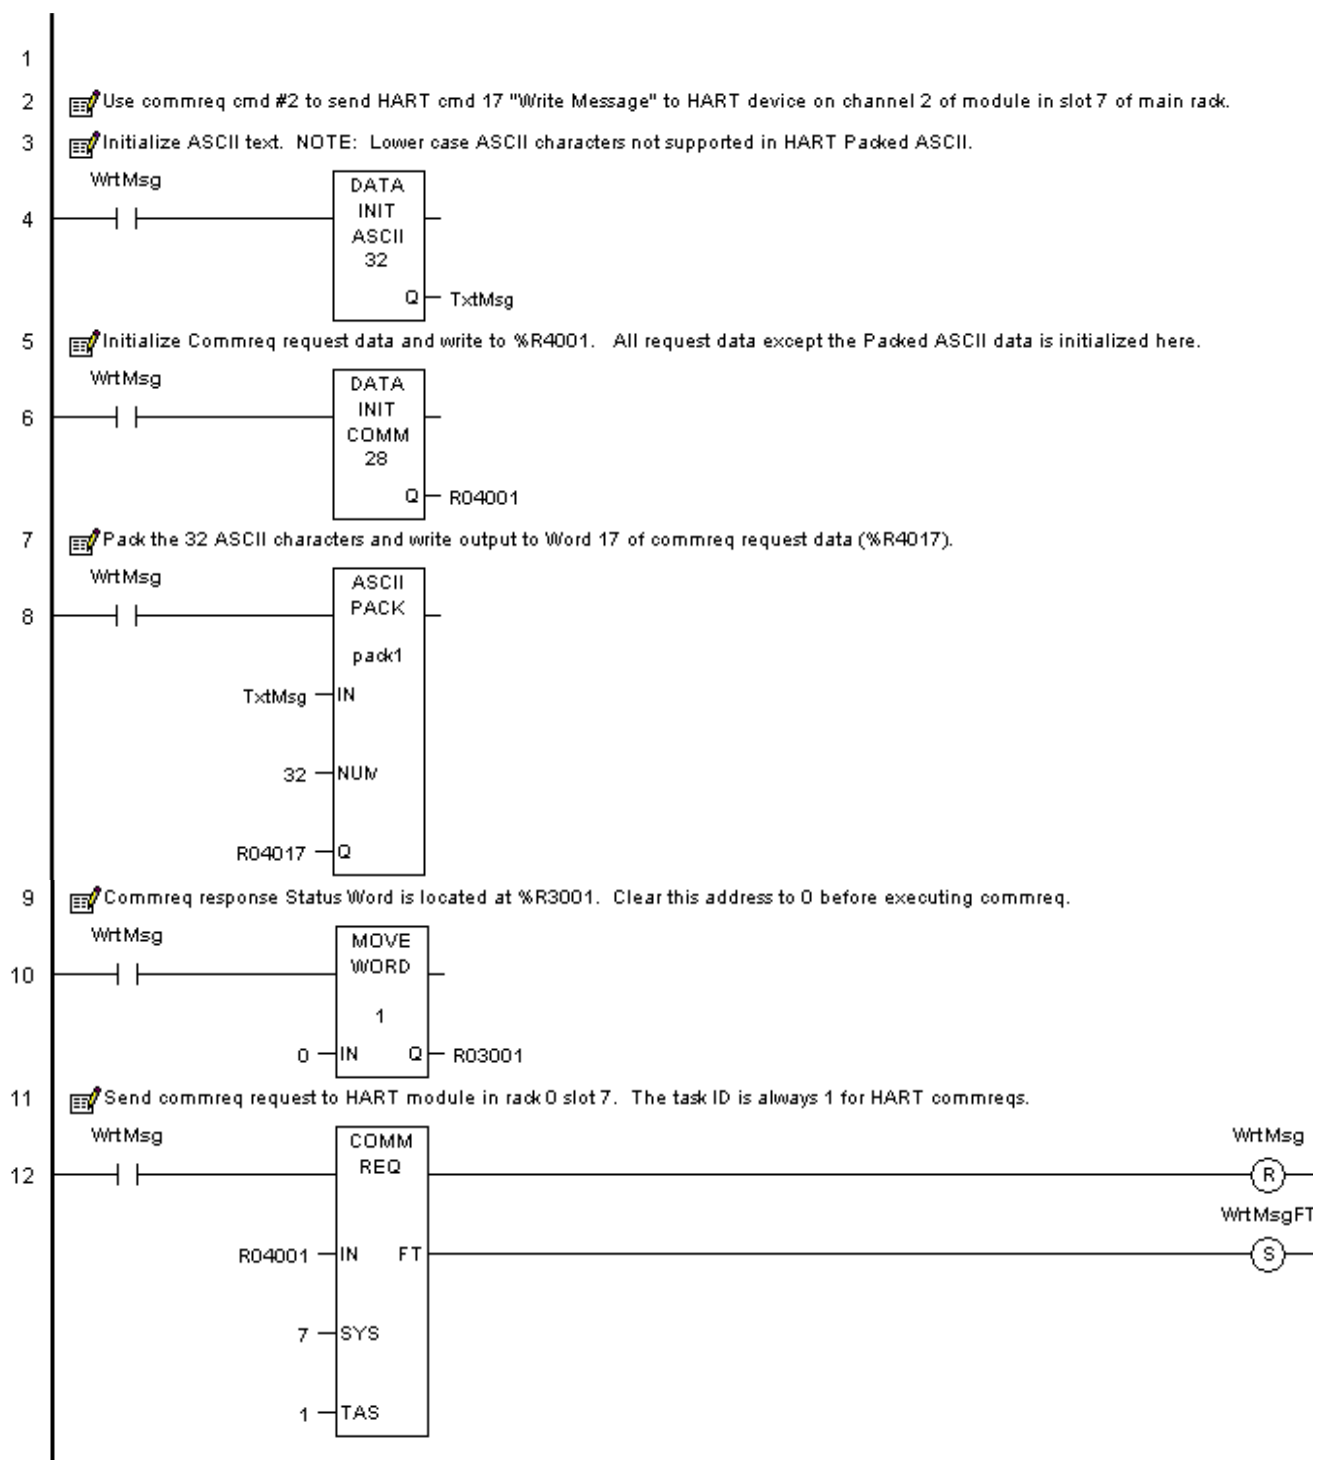 1
2 Use commreq cmd #2 to send HART cmd 17 "Write Message" to HART device on channel 2 of module in slot 7 of main rack.
3 Initialize ASCII text. NOTE: Lower case ASCII characters not supported in HART Packed ASCII.
WrtMsg
DATA
INIT
ASCII
32
4
Q TxtMsg
5 Initialize Commreq request data and write to %R4001. All request data except the Packed ASCII data is initialized here.
WrtMsg
DATA
INIT
COMM
28
6
Q R04001
7 Pack the 32 ASCII characters and write output to Word 17 of commreq request data (%R4017).
WrtMsg
ASCII
PACK
8
pack1
TxtMsg IN
32 NUM
R04017 Q
9 Commreq response Status Word is located at %R3001. Clear this address to 0 before executing commreq.
WrtMsg
MOVE
WORD
10
1
0 IN Q R03001
11 Send commreq request to HART module in rack 0 slot 7. The task ID is always 1 for HART commreqs.
WrtMsg
COMM
REQ
WrtMsg
12
R
WrtMsgFT
R04001 IN FT S
7 SYS
1 TAS